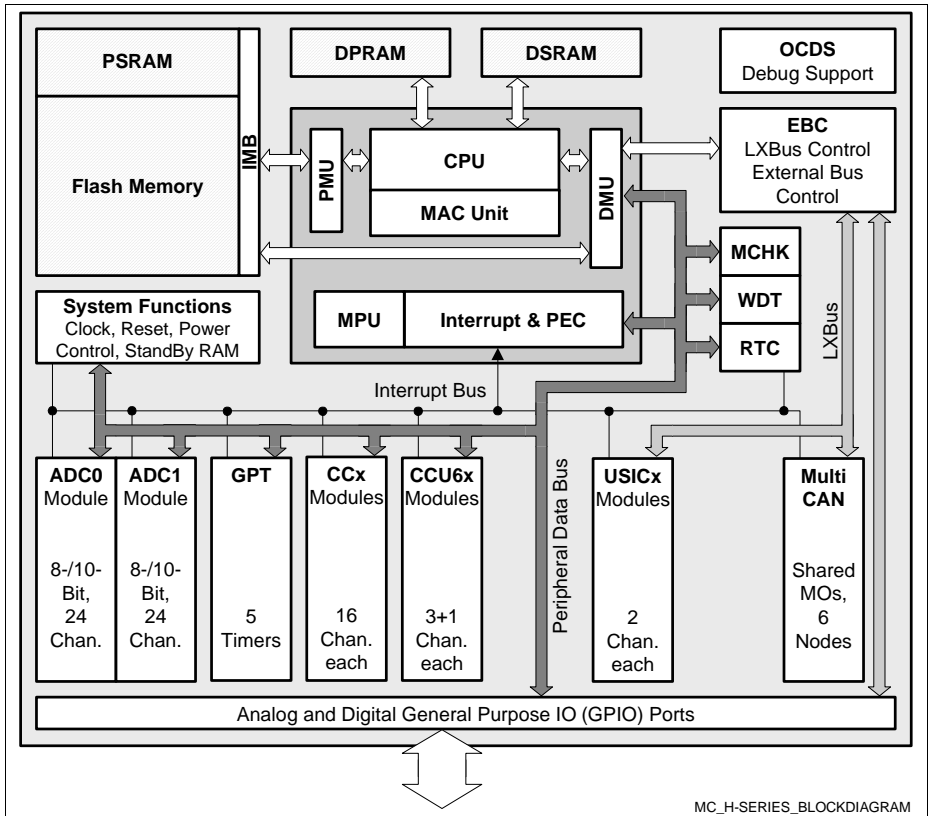 PSRAM
Flash Memory
IMB
DPRAM
DSRAM
OCDS
Debug Support
EBC
LXBus Control
External Bus
Control
PMU
CPU
MAC Unit
DMU
MPU
Interrupt & PEC
MCHK
WDT
RTC
LXBus
System Functions
Clock, Reset, Power
Control, StandBy RAM
Interrupt Bus
Peripheral Data Bus
ADC0
Module
8-/10-
Bit,
24
Chan.
ADC1
Module
8-/10-
Bit,
24
Chan.
GPT
5
Timers
CCx
Modules
16
Chan.
each
CCU6x
Modules
3+1
Chan.
each
USICx
Modules
2
Chan.
each
Multi
CAN
Shared
MOs,
6
Nodes
Analog and Digital General Purpose IO (GPIO) Ports
MC_H-SERIES_BLOCKDIAGRAM